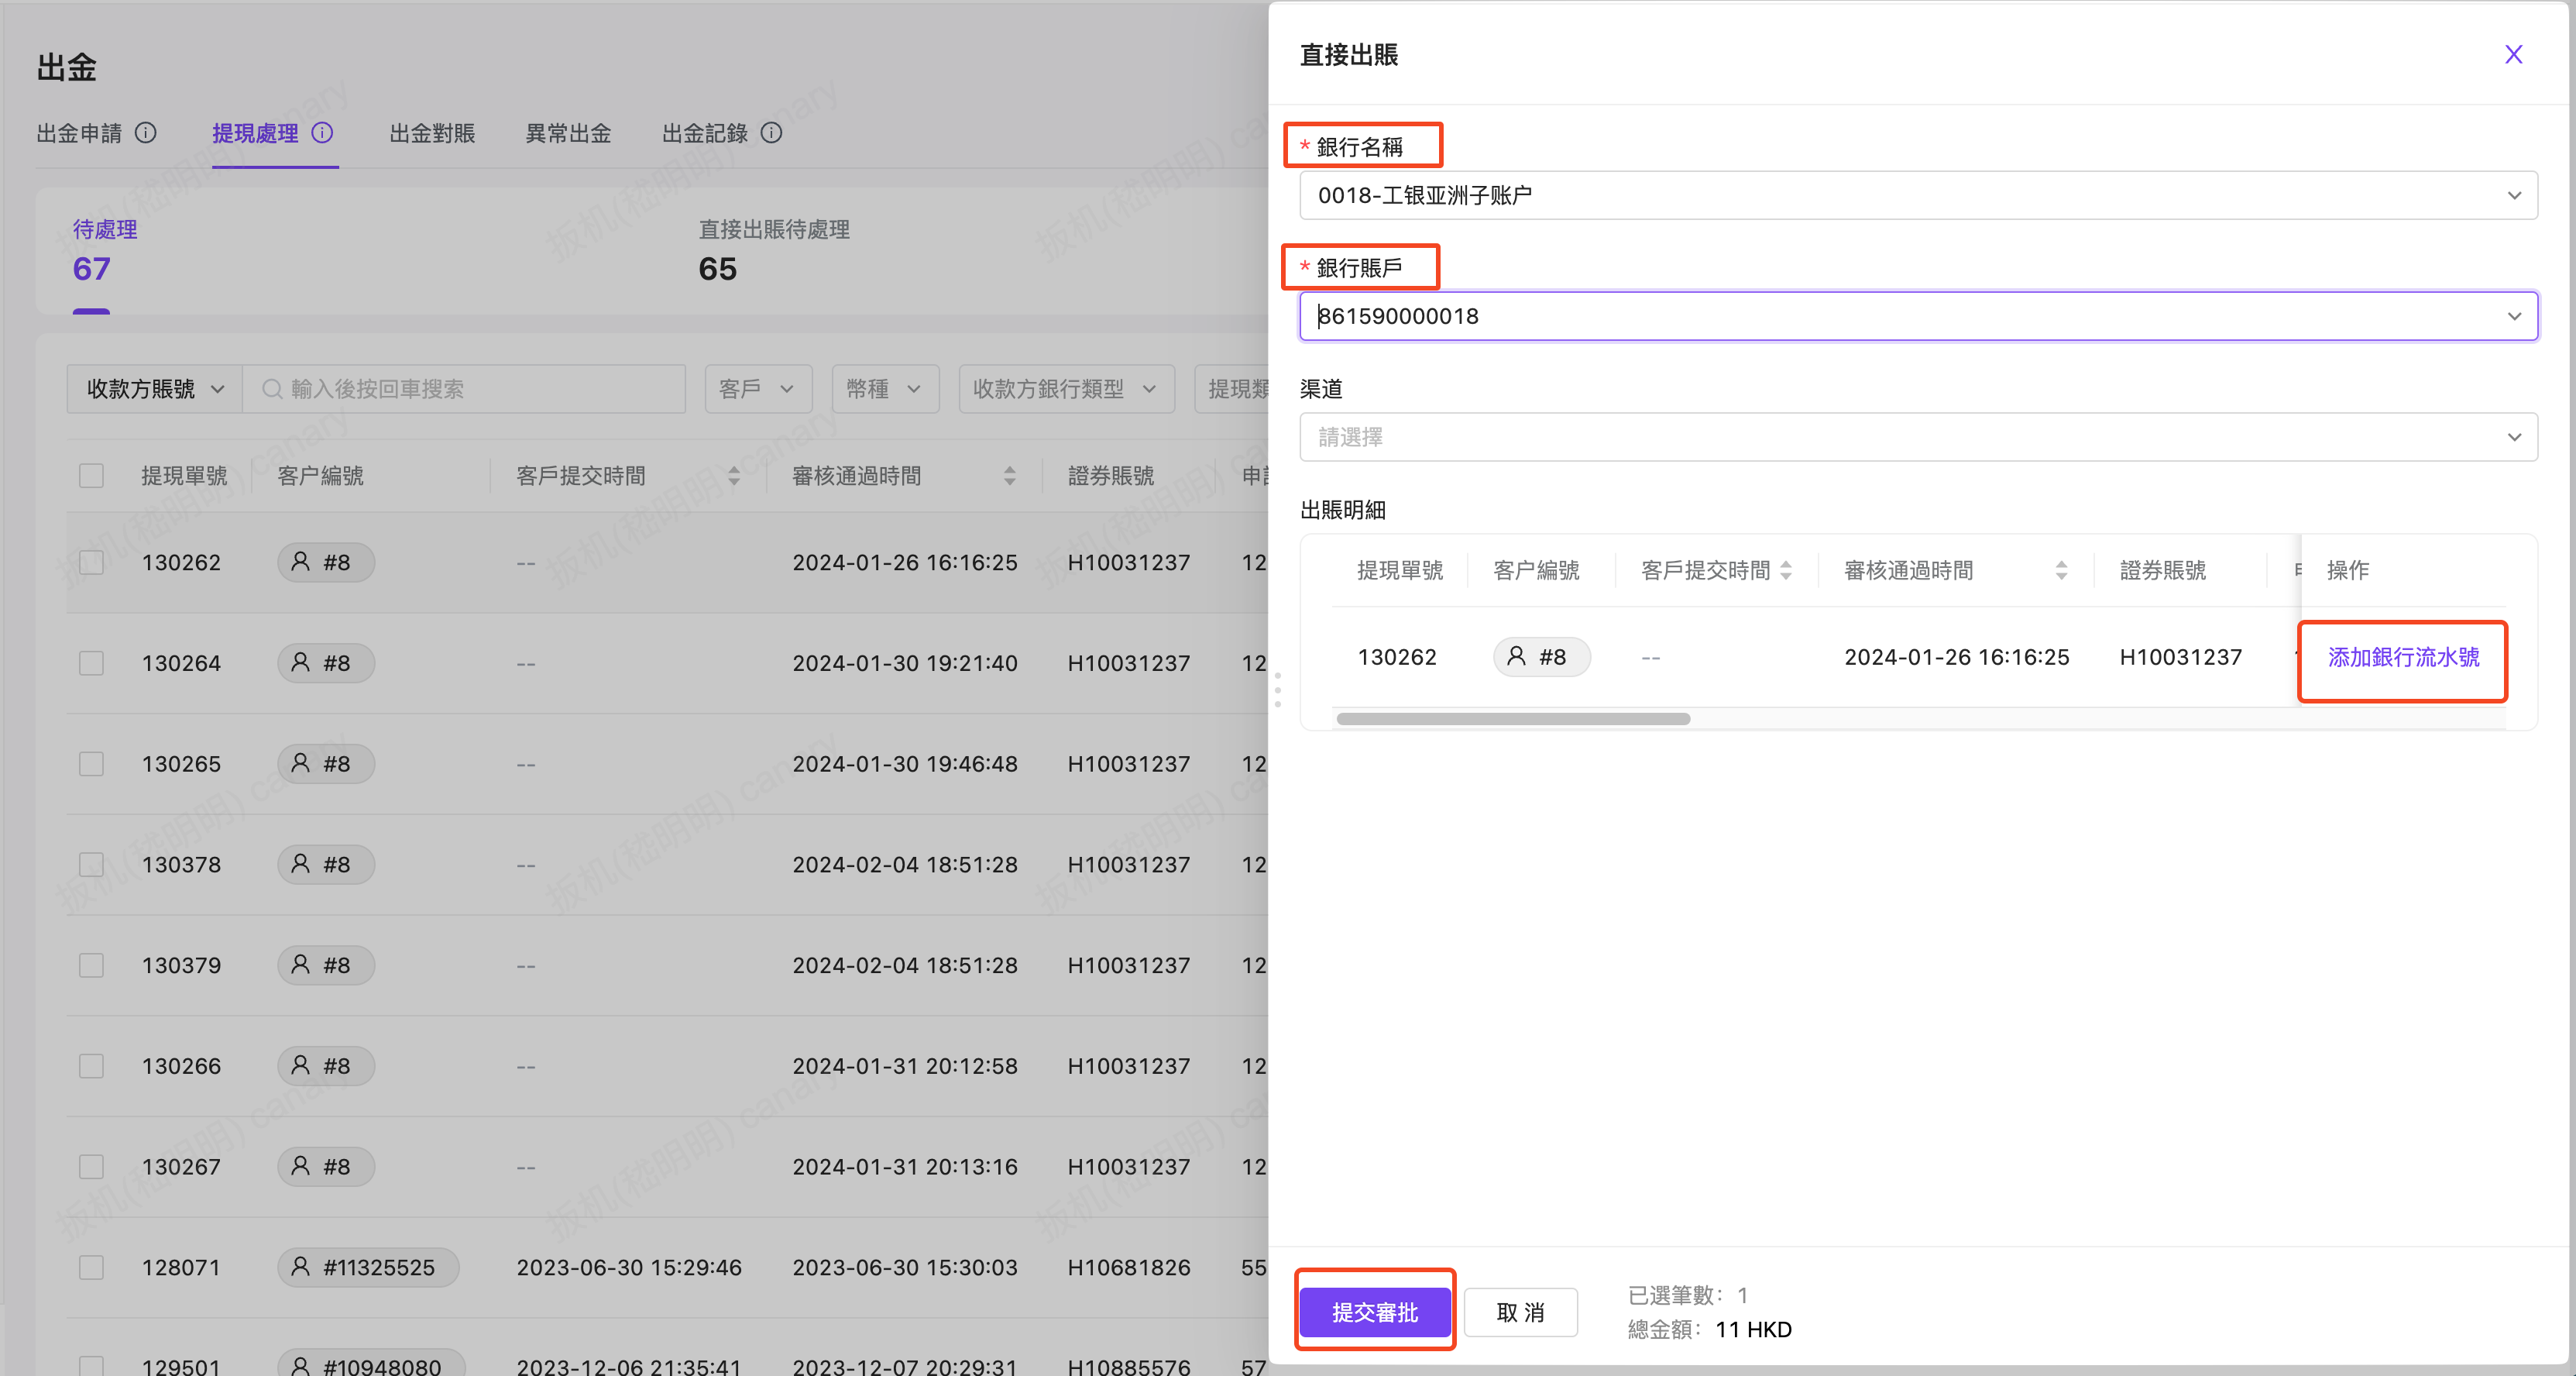 出金
出金申請 提現處理 出金對賬 異常出金 出金記錄
待處理
67
直接出賬待處理
65
收款方賬號 輸入後按回車搜索 客戶 幣種 收款方銀行類型 提現類
提現單號 客户編號 客戶提交時間 審核通過時間 證券賬號
130262 #8 -- 2024-01-26 16:16:25 H10031237 12
130264 #8 -- 2024-01-30 19:21:40 H10031237 12
130265 #8 -- 2024-01-30 19:46:48 H10031237 12
130378 #8 -- 2024-02-04 18:51:28 H10031237 12
130379 #8 -- 2024-02-04 18:51:28 H10031237 12
130266 #8 -- 2024-01-31 20:12:58 H10031237 12
130267 #8 -- 2024-01-31 20:13:16 H10031237 12
128071 #11325525 2023-06-30 15:29:46 2023-06-30 15:30:03 H10681826 55
129501 #10948080 2023-12-06 21:35:41 2023-12-07 20:29:31 H10885576 57
直接出賬
* 銀行名稱
0018-工银亚洲子账户
* 銀行賬戶
861590000018
渠道
請選擇
出賬明細
提現單號 客户編號 客戶提交時間 審核通過時間 證券賬號 操作
130262 #8 -- 2024-01-26 16:16:25 H10031237 添加銀行流水號
提交審批 取 消
已選筆數： 1
總金額： 11 HKD